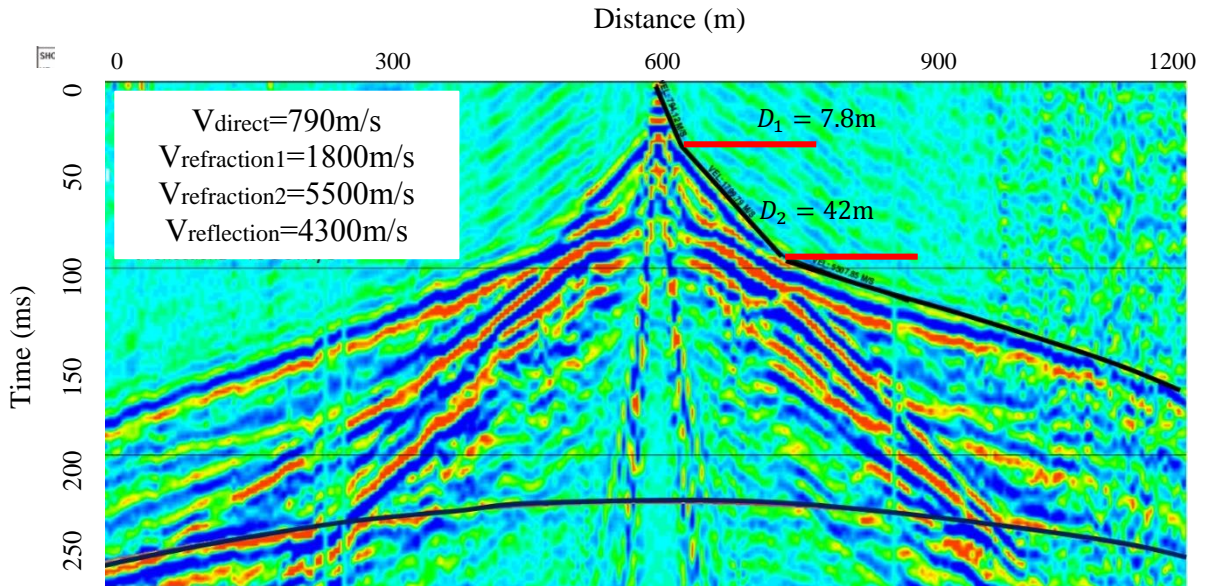 Distance (m)
SHC
0 300 600 900 1200
0
50
100
150
200
250
Time (ms)
Vdirect=790m/s
Vrefraction1=1800m/s
Vrefraction2=5500m/s
Vreflection=4300m/s
D₁ = 7.8m
D₂ = 42m